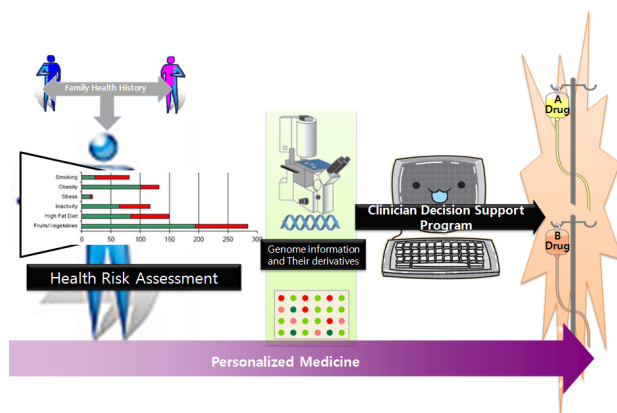 Family Health History
Smoking
Obesity
Stress
Inactivity
High Fat Diet
Fruits/Vegetables
0 50 100 150 200 250 300
Health Risk Assessment
Genome information
and Their derivatives
Clinician Decision Support
Program
A
Drug
B
Drug
Personalized Medicine